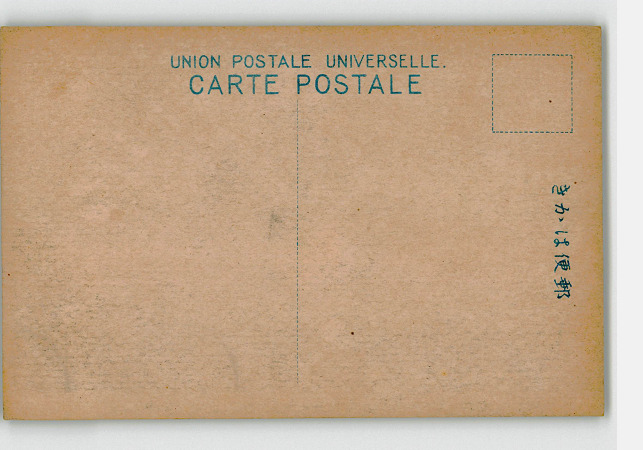 UNION POSTALE UNIVERSELLE.
CARTE POSTALE
きかは便郵